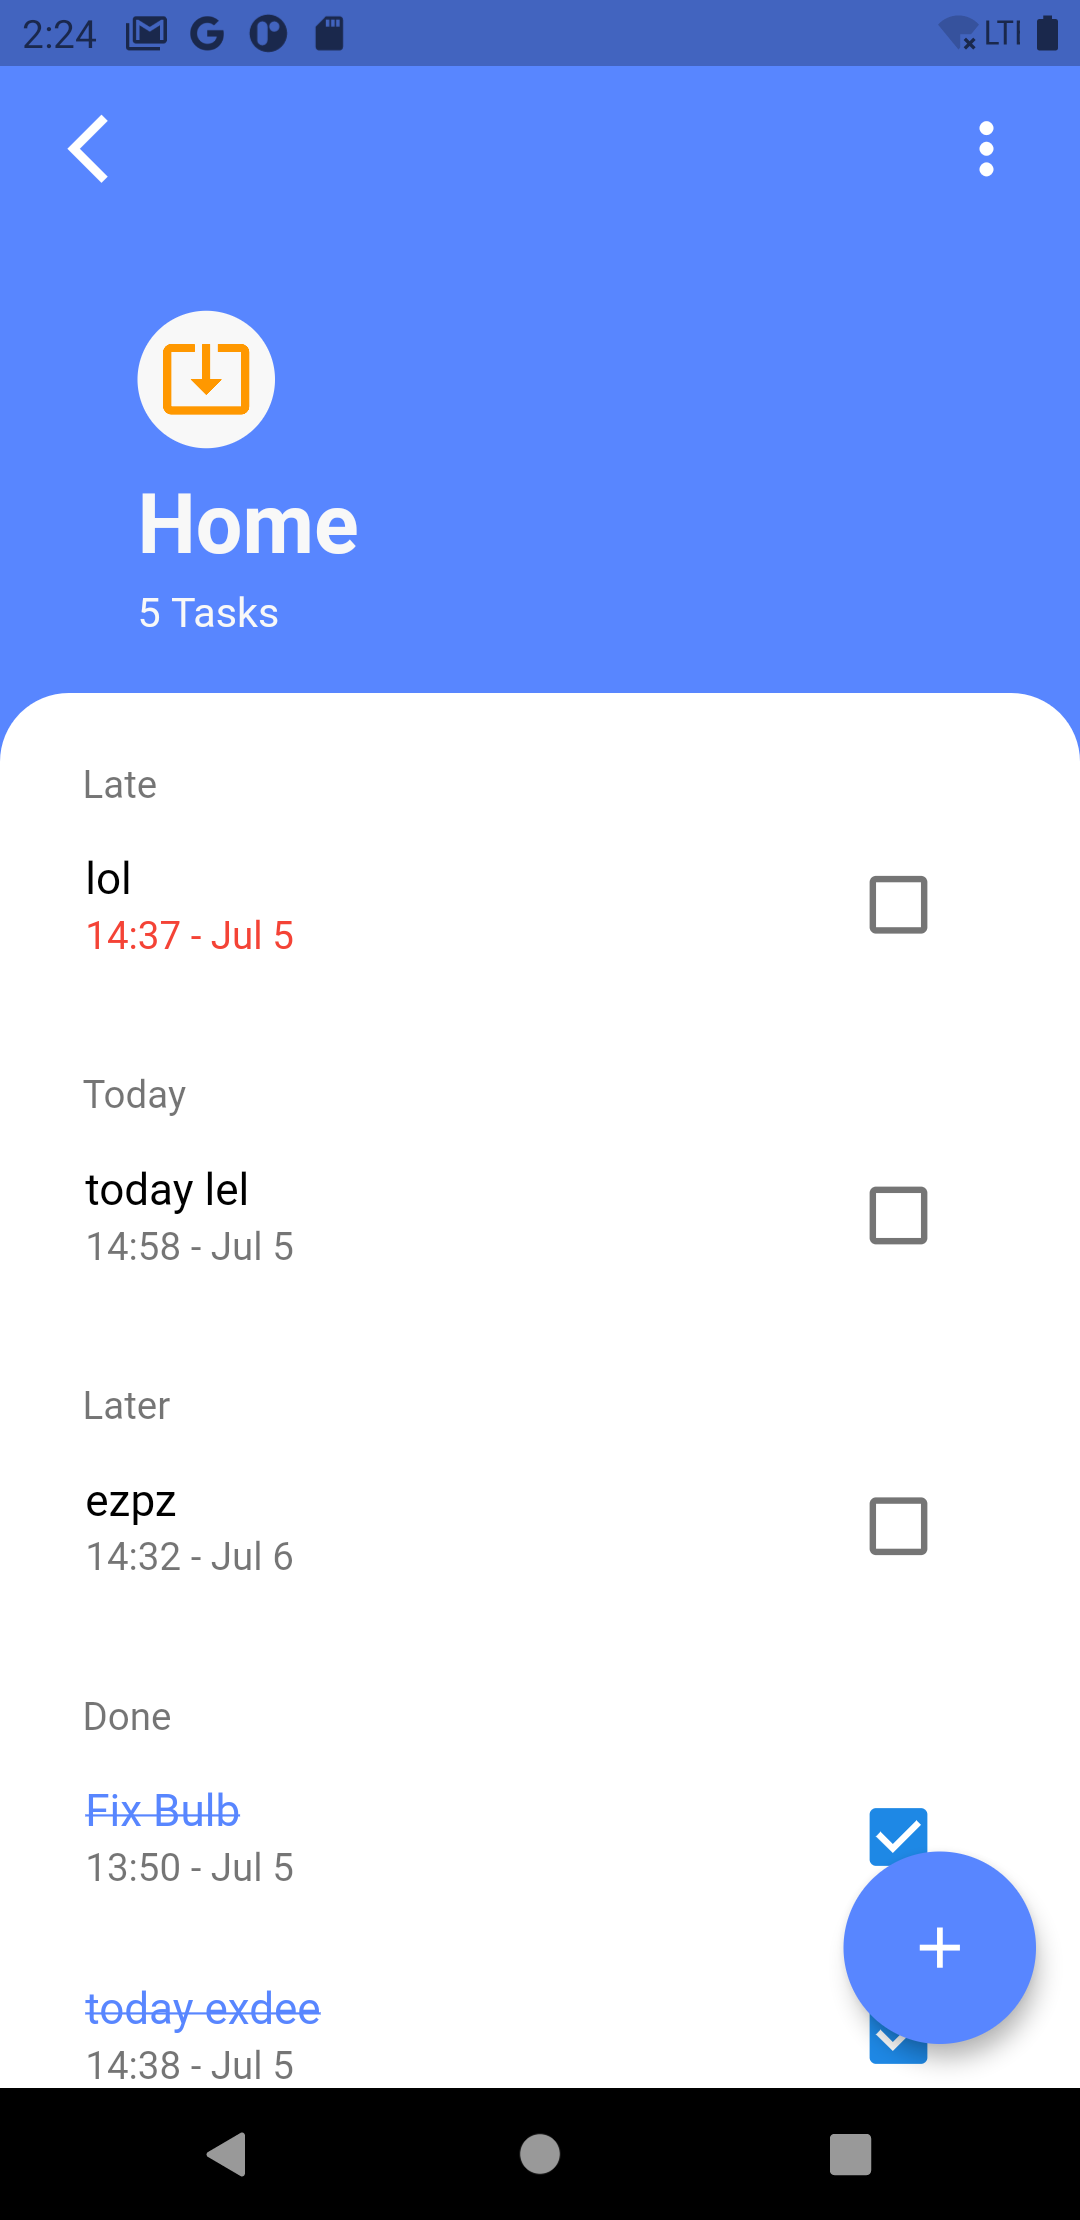 2:24 LTI
Home
5 Tasks
Late
lol
14:37 - Jul 5
Today
today lel
14:58 - Jul 5
Later
ezpz
14:32 - Jul 6
Done
Fix Bulb
13:50 - Jul 5
today exdee
14:38 - Jul 5